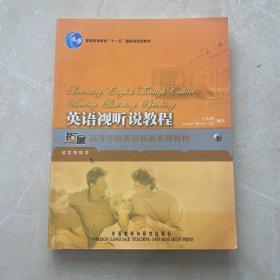 普通高等教育“十一五”国家级规划教材
Learning English Through Culture:
Viewing, Listening, Speaking
英语视听说教程
拓展 高等学校英语拓展系列教程
外语教学与研究出版社
FOREIGN LANGUAGE TEACHING AND RESEARCH PRESS